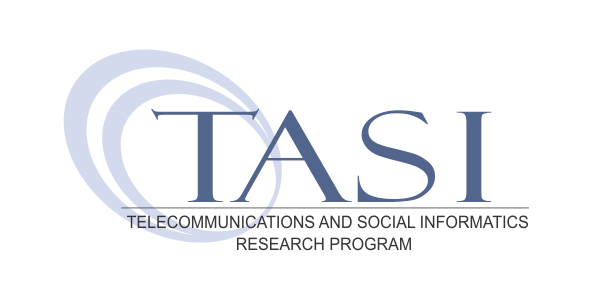 TASI
TELECOMMUNICATIONS AND SOCIAL INFORMATICS
RESEARCH PROGRAM